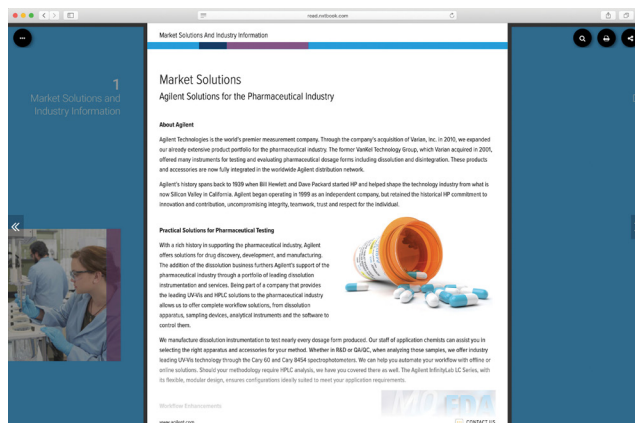 read.nxtbook.com
Market Solutions And Industry Information
1
Market Solutions and
Industry Information
Market Solutions
Agilent Solutions for the Pharmaceutical Industry
About Agilent
Agilent Technologies is the world's premier measurement company. Through the company's acquisition of Varian, Inc. in 2010, we expanded
our already extensive product portfolio for the pharmaceutical industry. The former VanKel Technology Group, which Varian acquired in 2001,
offered many instruments for testing and evaluating pharmaceutical dosage forms including dissolution and disintegration. These products
and accessories are now fully integrated in the worldwide Agilent distribution network.
Agilent's history spans back to 1939 when Bill Hewlett and Dave Packard started HP and helped shape the technology industry from what is
now Silicon Valley in California. Agilent began operating in 1999 as an independent company, but retained the historical HP commitment to
innovation and contribution, uncompromising integrity, teamwork, trust and respect for the individual.
Practical Solutions for Pharmaceutical Testing
With a rich history in supporting the pharmaceutical industry, Agilent
offers solutions for drug discovery, development, and manufacturing.
The addition of the dissolution business furthers Agilent's support of the
pharmaceutical industry through a portfolio of leading dissolution
instrumentation and services. Being part of a company that provides
the leading UV-Vis and HPLC solutions to the pharmaceutical industry
allows us to offer complete workflow solutions, from dissolution
apparatus, sampling devices, analytical instruments and the software to
control them.
We manufacture dissolution instrumentation to test nearly every dosage form produced. Our staff of application chemists can assist you in
selecting the right apparatus and accessories for your method. Whether in R&D or QA/QC, when analyzing those samples, we offer industry
leading UV-Vis technology through the Cary 60 and Cary 8454 spectrophotometers. We can help you automate your workflow with offline or
online solutions. Should your methodology require HPLC analysis, we have you covered there as well. The Agilent InfinityLab LC Series, with
its flexible, modular design, ensures configurations ideally suited to meet your application requirements.
Workflow Enhancements
www.agilent.com
CONTACT US